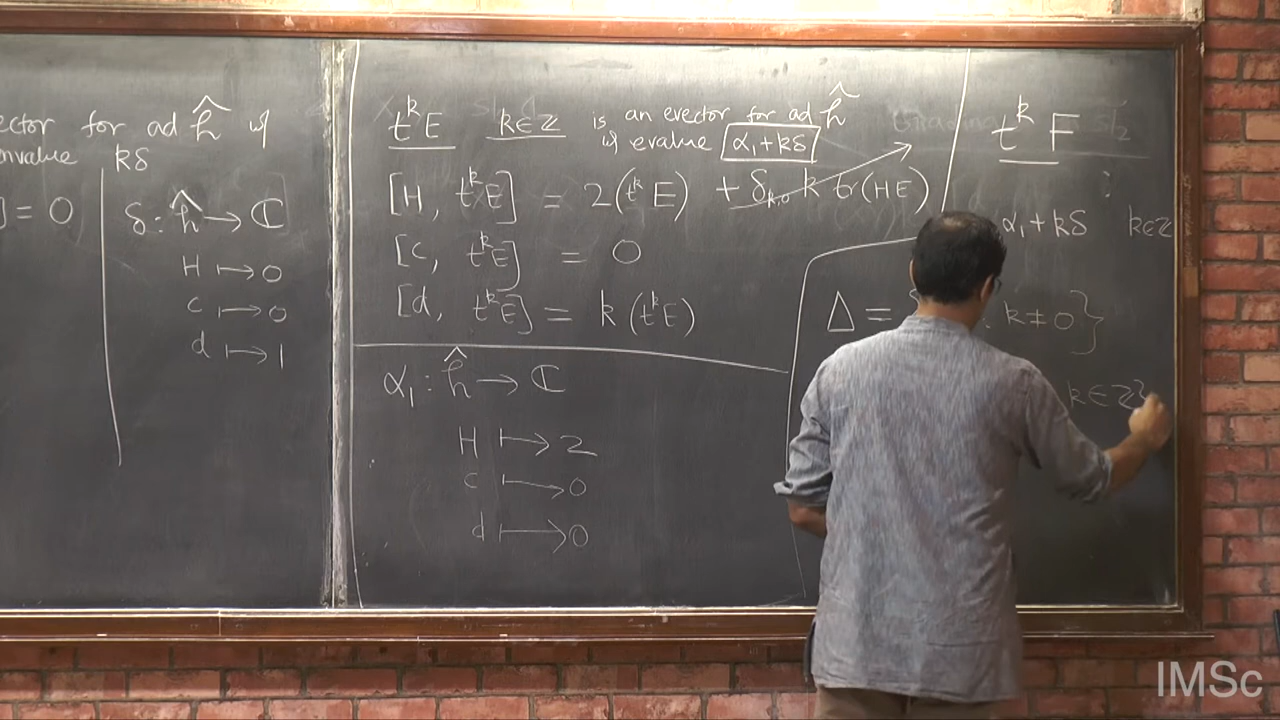 ector for ad ĥ w/
nvalue kδ
] = 0
δ : ĥ → ℂ
H ↦ 0
c ↦ 0
d ↦ 1
t^k E k∈ℤ is an evector for ad ĥ
w/ evalue α₁+kδ
[H, t^k E] = 2(t^k E) + δ_{k,0} k tr(HE)
[c, t^k E] = 0
[d, t^k E] = k (t^k E)
α₁ : ĥ → ℂ
H ↦ 2
c ↦ 0
d ↦ 0
t^k F
?
α₁ + kδ k∈ℤ
Δ = { : k≠0}
k∈ℤ}
IMSc